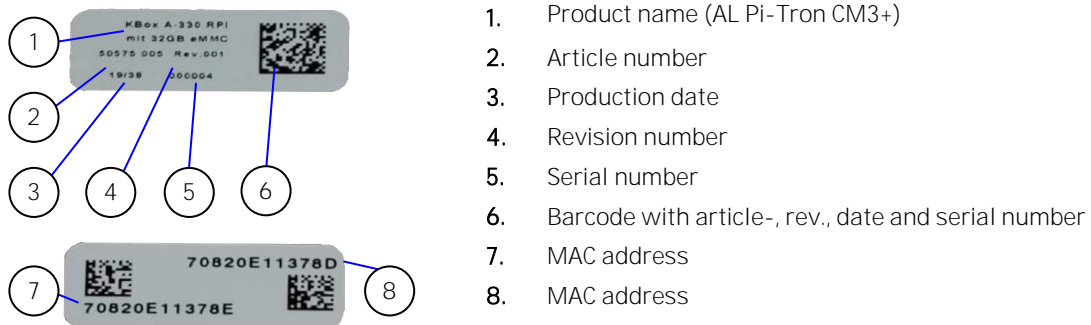 KBox A-330 RPI
mit 32GB eMMC
50575 005 Rev.001
19/38 000004
1
2
3
4
5
6
70820E11378D
70820E11378E
7
8
1. Product name (AL Pi-Tron CM3+)
2. Article number
3. Production date
4. Revision number
5. Serial number
6. Barcode with article-, rev., date and serial number
7. MAC address
8. MAC address